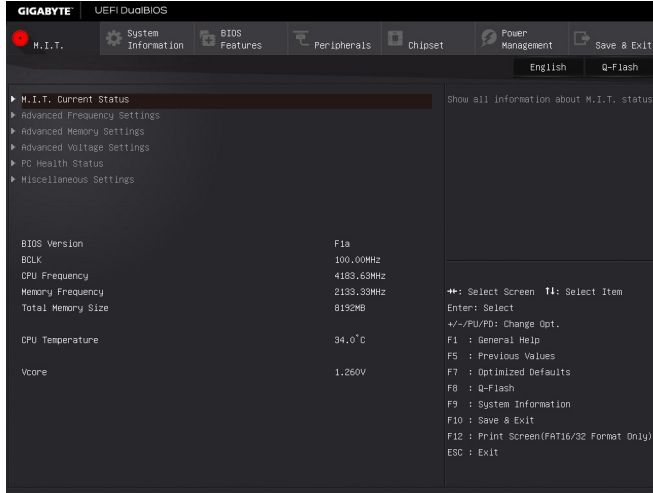 GIGABYTE™ UEFI DualBIOS
M.I.T.
System Information
BIOS Features
Peripherals
Chipset
Power Management
Save & Exit
English Q-Flash
M.I.T. Current Status
Advanced Frequency Settings
Advanced Memory Settings
Advanced Voltage Settings
PC Health Status
Miscellaneous Settings
Show all information about M.I.T. status
BIOS Version F1a
BCLK 100.00MHz
CPU Frequency 4183.63MHz
Memory Frequency 2133.33MHz
Total Memory Size 8192MB
CPU Temperature 34.0°C
Vcore 1.260V
→←: Select Screen ↑↓: Select Item
Enter: Select
+/-/PU/PD: Change Opt.
F1 : General Help
F5 : Previous Values
F7 : Optimized Defaults
F8 : Q-Flash
F9 : System Information
F10 : Save & Exit
F12 : Print Screen(FAT16/32 Format Only)
ESC : Exit